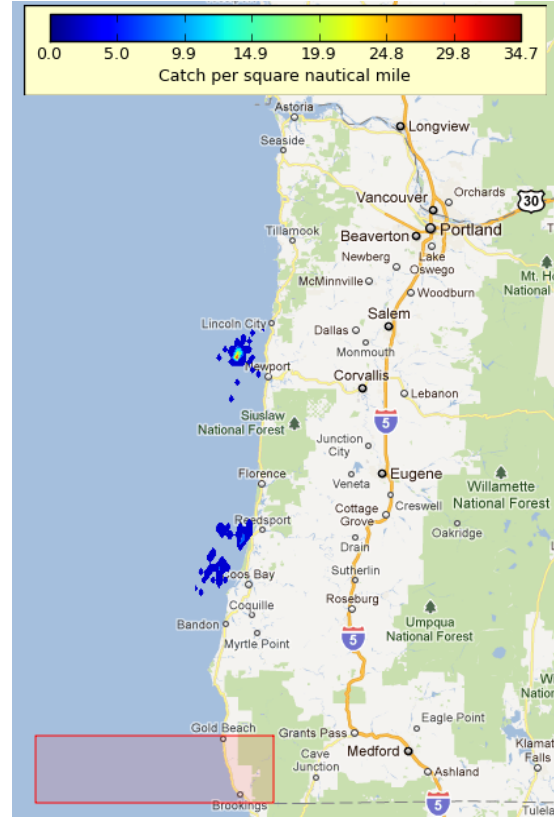 0.0 5.0 9.9 14.9 19.9 24.8 29.8 34.7
Catch per square nautical mile
Astoria
Longview
Seaside
Vancouver
Orchards
30
Portland
Tillamook
Beaverton
Newberg
Lake
Oswego
Mt. Ho
National
McMinnville
Woodburn
Salem
Lincoln City
Dallas
Monmouth
Newport
Corvallis
Lebanon
Siuslaw
National Forest
5
Junction
City
Eugene
Florence
Veneta
Creswell
Willamette
National Forest
Cottage
Grove
Reedsport
Oakridge
Drain
Sutherlin
Coos Bay
Roseburg
Coquille
Umpqua
National Forest
Bandon
Myrtle Point
5
Gold Beach
Grants Pass
Eagle Point
Medford
Klamat
Falls
Cave
Junction
Ashland
Brookings
5
Tulela